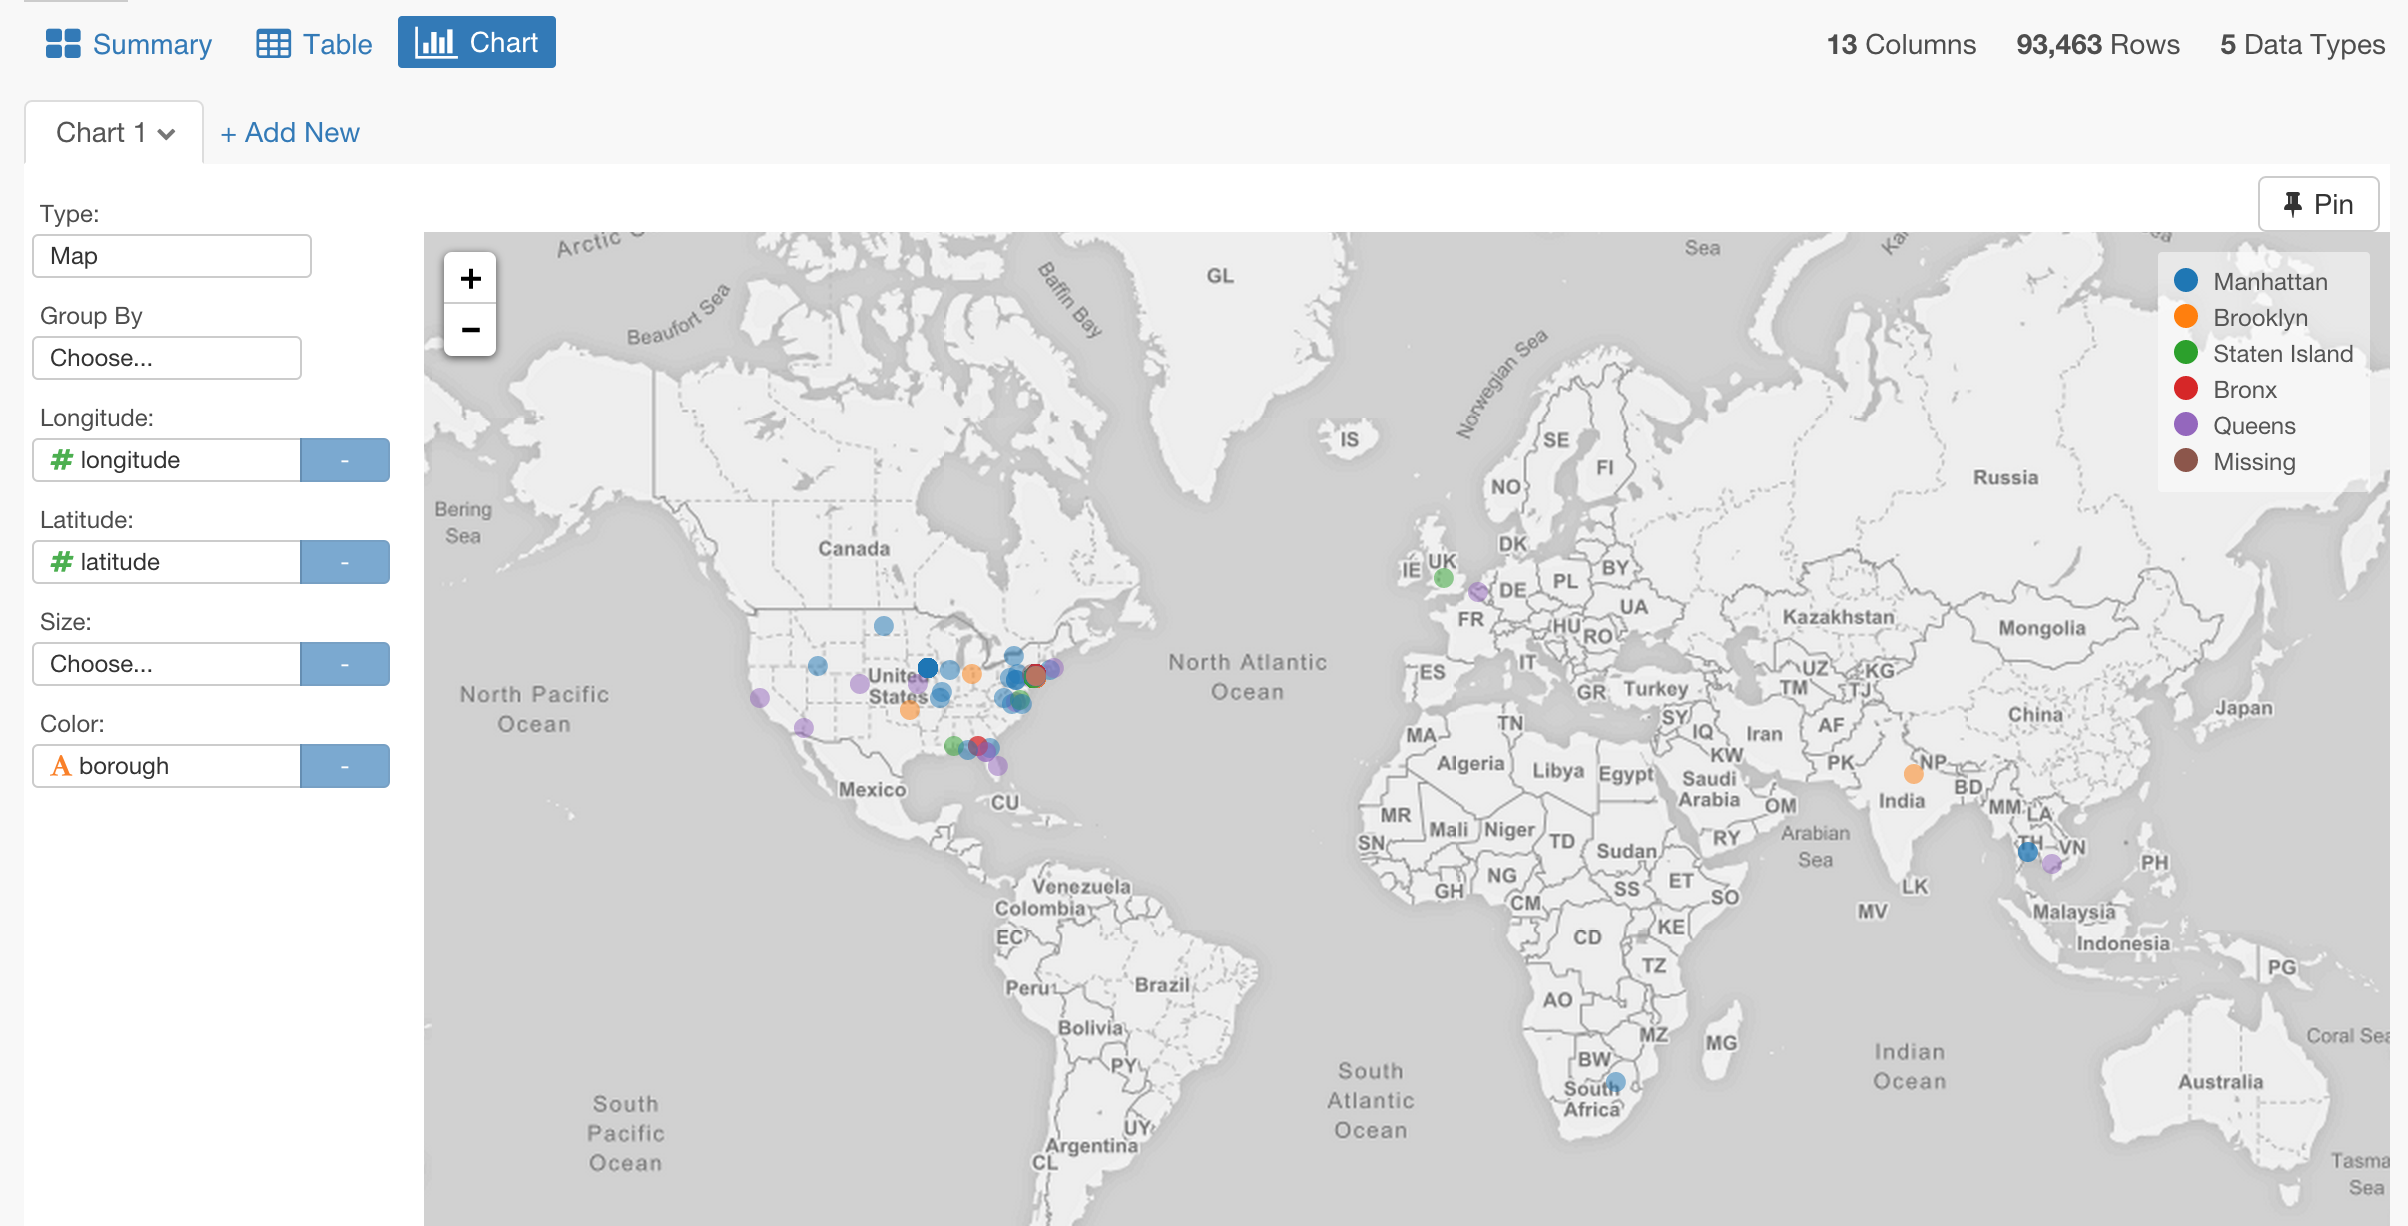 Summary Table Chart 13 Columns 93,463 Rows 5 Data Types
Chart 1 + Add New
Pin
Type:
Map
Group By
Choose...
Longitude:
# longitude -
Latitude:
# latitude -
Size:
Choose... -
Color:
A borough -
+
−
Manhattan
Brooklyn
Staten Island
Bronx
Queens
Missing
Arctic
Beaufort Sea
Baffin Bay
GL
Sea
Norwegian Sea
IS
SE
FI
NO
Russia
Bering
Sea
Canada
DK
IE
UK
BY
PL
DE
UA
FR
HU
RO
Kazakhstan
Mongolia
North Atlantic
Ocean
North Pacific
Ocean
United
States
ES
IT
GR
Turkey
UZ
KG
TM
TJ
China
Japan
MA
TN
SY
IQ
Iran
AF
KW
PK
NP
Algeria
Libya
Egypt
Saudi
Arabia
OM
India
BD
MM
LA
Mexico
CU
MR
Mali
Niger
TD
Sudan
RY
Arabian
Sea
SN
TH
VN
PH
GH
NG
CM
SS
ET
SO
LK
MV
Malaysia
Indonesia
Venezuela
Colombia
EC
CD
KE
TZ
PG
Peru
Brazil
AO
Bolivia
MZ
MG
BW
PY
South
Africa
Indian
Ocean
Coral Sea
Australia
South
Pacific
Ocean
South
Atlantic
Ocean
UY
Argentina
CL
Tasma
Sea